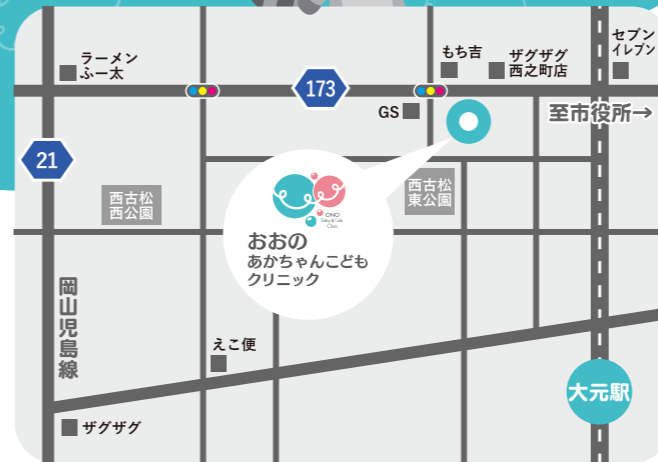 ラーメン
ふー太
もち吉
ザグザグ
西之町店
セブン
イレブン
173
GS
至市役所→
21
西古松
西公園
西古松
東公園
ONO
おおの
あかちゃんこども
クリニック
岡山児島線
えこ便
大元駅
ザグザグ